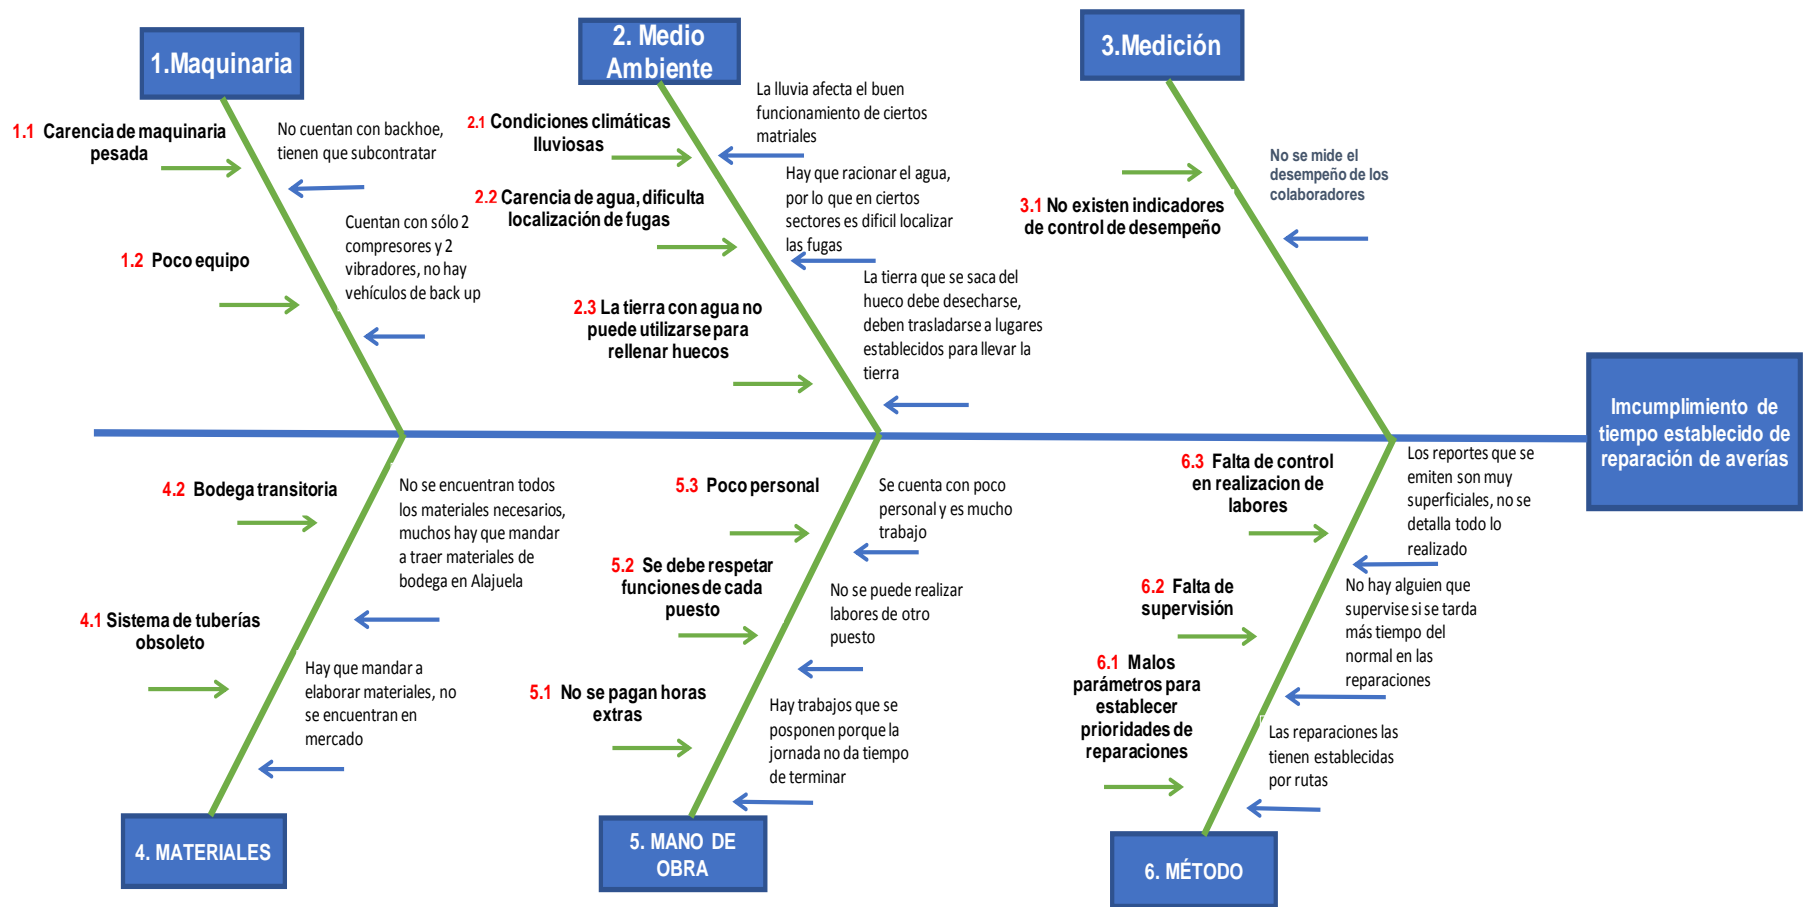 1.Maquinaria
1.1 Carencia de maquinaria
pesada
No cuentan con backhoe,
tienen que subcontratar
1.2 Poco equipo
Cuentan con sólo 2
compresores y 2
vibradores, no hay
vehículos de back up
2. Medio
Ambiente
2.1 Condiciones climáticas
lluviosas
La lluvia afecta el buen
funcionamiento de ciertos
matriales
2.2 Carencia de agua, dificulta
localización de fugas
Hay que racionar el agua,
por lo que en ciertos
sectores es dificil localizar
las fugas
2.3 La tierra con agua no
puede utilizarse para
rellenar huecos
La tierra que se saca del
hueco debe desecharse,
deben trasladarse a lugares
establecidos para llevar la
tierra
3.Medición
3.1 No existen indicadores
de control de desempeño
No se mide el
desempeño de los
colaboradores
Imcumplimiento de
tiempo establecido de
reparación de averías
4.2 Bodega transitoria
No se encuentran todos
los materiales necesarios,
muchos hay que mandar
a traer materiales de
bodega en Alajuela
4.1 Sistema de tuberías
obsoleto
Hay que mandar a
elaborar materiales, no
se encuentran en
mercado
4. MATERIALES
5.3 Poco personal
Se cuenta con poco
personal y es mucho
trabajo
5.2 Se debe respetar
funciones de cada
puesto
No se puede realizar
labores de otro
puesto
5.1 No se pagan horas
extras
Hay trabajos que se
posponen porque la
jornada no da tiempo
de terminar
5. MANO DE
OBRA
6.3 Falta de control
en realizacion de
labores
Los reportes que se
emiten son muy
superficiales, no se
detalla todo lo
realizado
6.2 Falta de
supervisión
No hay alguien que
supervise si se tarda
más tiempo del
normal en las
reparaciones
6.1 Malos
parámetros para
establecer
prioridades de
reparaciones
Las reparaciones las
tienen establecidas
por rutas
6. MÉTODO